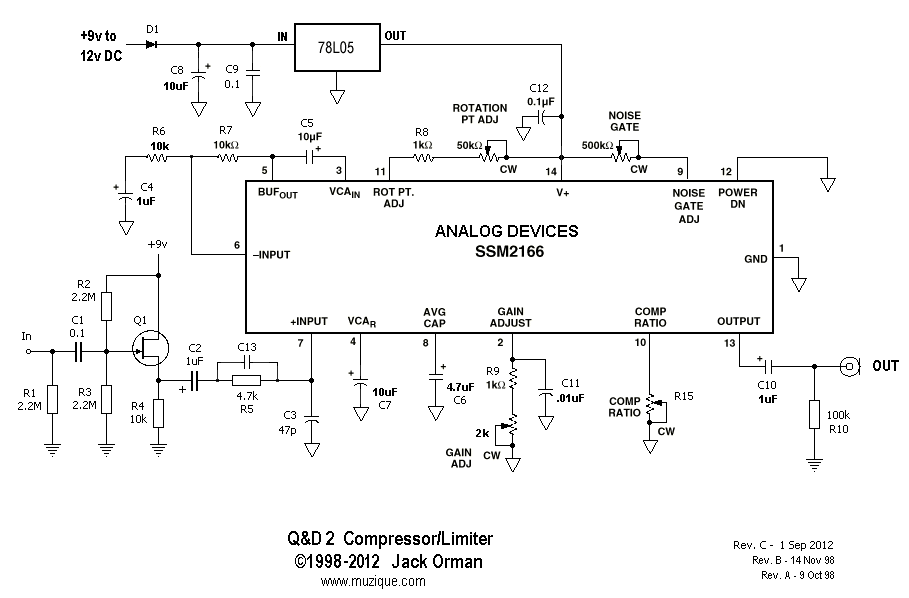 D1
+9v to
12v DC
IN
78L05
OUT
C8
10uF
+
C9
0.1
C12
0.1µF
ROTATION
PT ADJ
NOISE
GATE
R6
10k
R7
10kΩ
C5
10µF
+
R8
1kΩ
50kΩ
CW
500kΩ
CW
5
3
11
14
9
12
+
C4
1uF
BUFOUT
VCAIN
ROT PT.
ADJ
V+
NOISE
GATE
ADJ
POWER
DN
ANALOG DEVICES
SSM2166
6
–INPUT
GND
1
+9v
R2
2.2M
In
C1
0.1
Q1
+INPUT
VCAR
AVG
CAP
GAIN
ADJUST
COMP
RATIO
OUTPUT
7
4
8
2
10
13
C2
1uF
+
C13
4.7k
R5
R1
2.2M
R3
2.2M
R4
10k
C3
47p
+
10uF
C7
+
4.7uF
C6
R9
1kΩ
C11
.01uF
2k
GAIN
ADJ
CW
COMP
RATIO
R15
CW
+
C10
1uF
OUT
100k
R10
Q&D 2 Compressor/Limiter
©1998-2012 Jack Orman
www.muzique.com
Rev. C - 1 Sep 2012
Rev. B - 14 Nov 98
Rev. A - 9 Oct 98